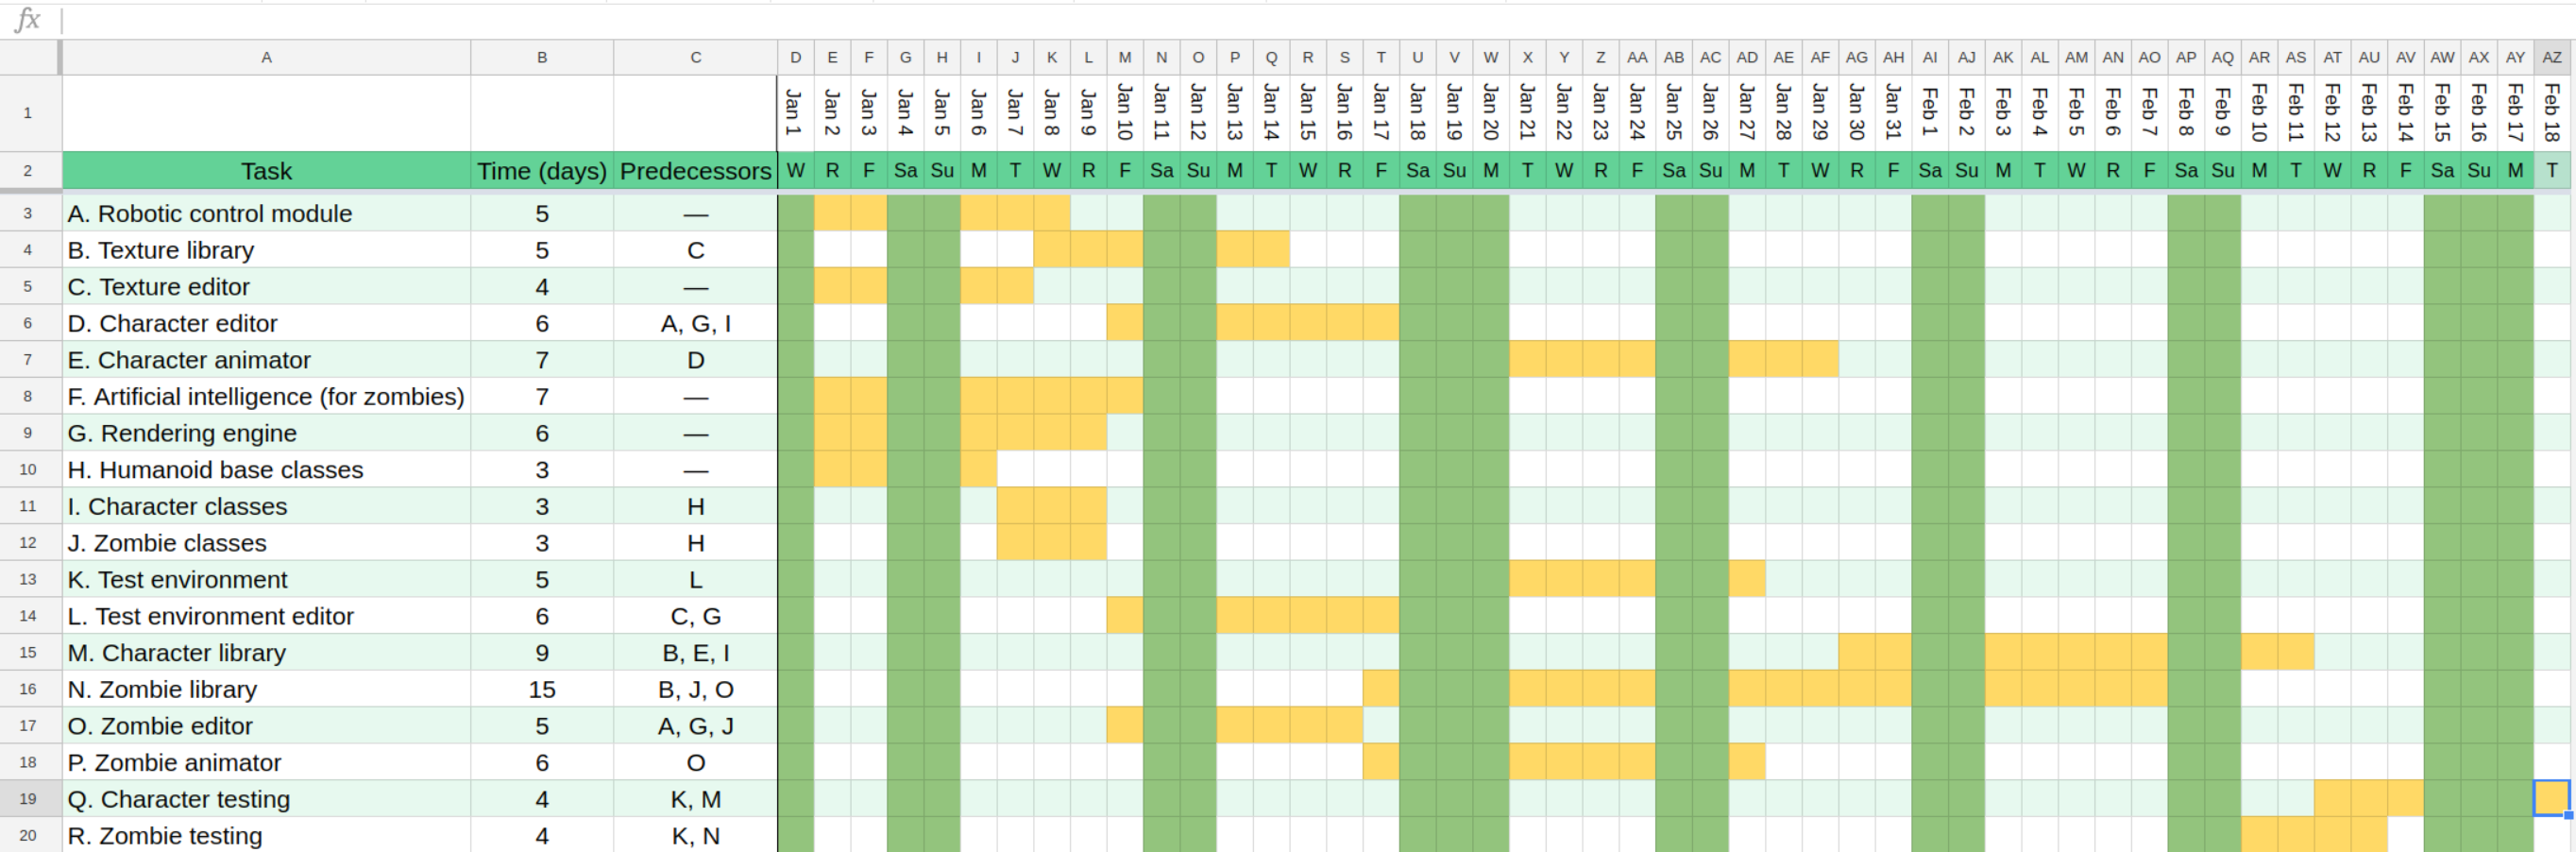 fx
A B C D E F G H I J K L M N O P Q R S T U V W X Y Z AA AB AC AD AE AF AG AH AI AJ AK AL AM AN AO AP AQ AR AS AT AU AV AW AX AY AZ
1 Jan 1 Jan 2 Jan 3 Jan 4 Jan 5 Jan 6 Jan 7 Jan 8 Jan 9 Jan 10 Jan 11 Jan 12 Jan 13 Jan 14 Jan 15 Jan 16 Jan 17 Jan 18 Jan 19 Jan 20 Jan 21 Jan 22 Jan 23 Jan 24 Jan 25 Jan 26 Jan 27 Jan 28 Jan 29 Jan 30 Jan 31 Feb 1 Feb 2 Feb 3 Feb 4 Feb 5 Feb 6 Feb 7 Feb 8 Feb 9 Feb 10 Feb 11 Feb 12 Feb 13 Feb 14 Feb 15 Feb 16 Feb 17 Feb 18
2 Task Time (days) Predecessors W R F Sa Su M T W R F Sa Su M T W R F Sa Su M T W R F Sa Su M T W R F Sa Su M T W R F Sa Su M T W R F Sa Su M T
3 A. Robotic control module 5 —
4 B. Texture library 5 C
5 C. Texture editor 4 —
6 D. Character editor 6 A, G, I
7 E. Character animator 7 D
8 F. Artificial intelligence (for zombies) 7 —
9 G. Rendering engine 6 —
10 H. Humanoid base classes 3 —
11 I. Character classes 3 H
12 J. Zombie classes 3 H
13 K. Test environment 5 L
14 L. Test environment editor 6 C, G
15 M. Character library 9 B, E, I
16 N. Zombie library 15 B, J, O
17 O. Zombie editor 5 A, G, J
18 P. Zombie animator 6 O
19 Q. Character testing 4 K, M
20 R. Zombie testing 4 K, N